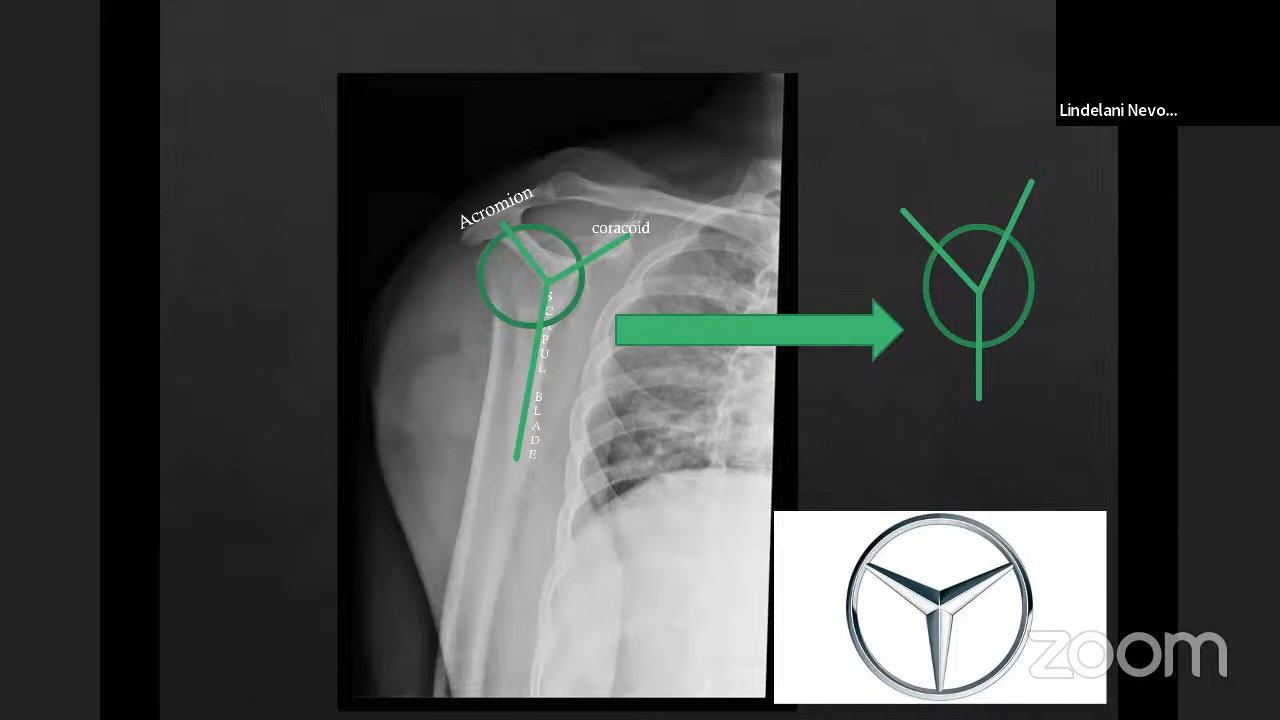 Lindelani Nevo...
Acromion
coracoid
SCAPUL BLADE
zoom